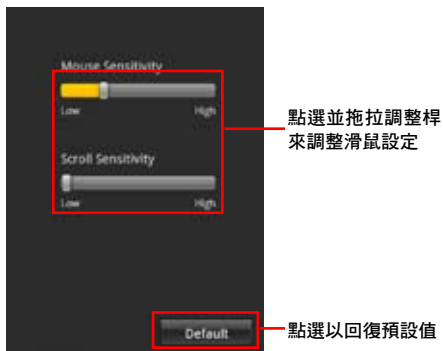 Mouse Sensitivity
Low High
Scroll Sensitivity
Low High
Default
點選並拖拉調整桿
來調整滑鼠設定
點選以回復預設值